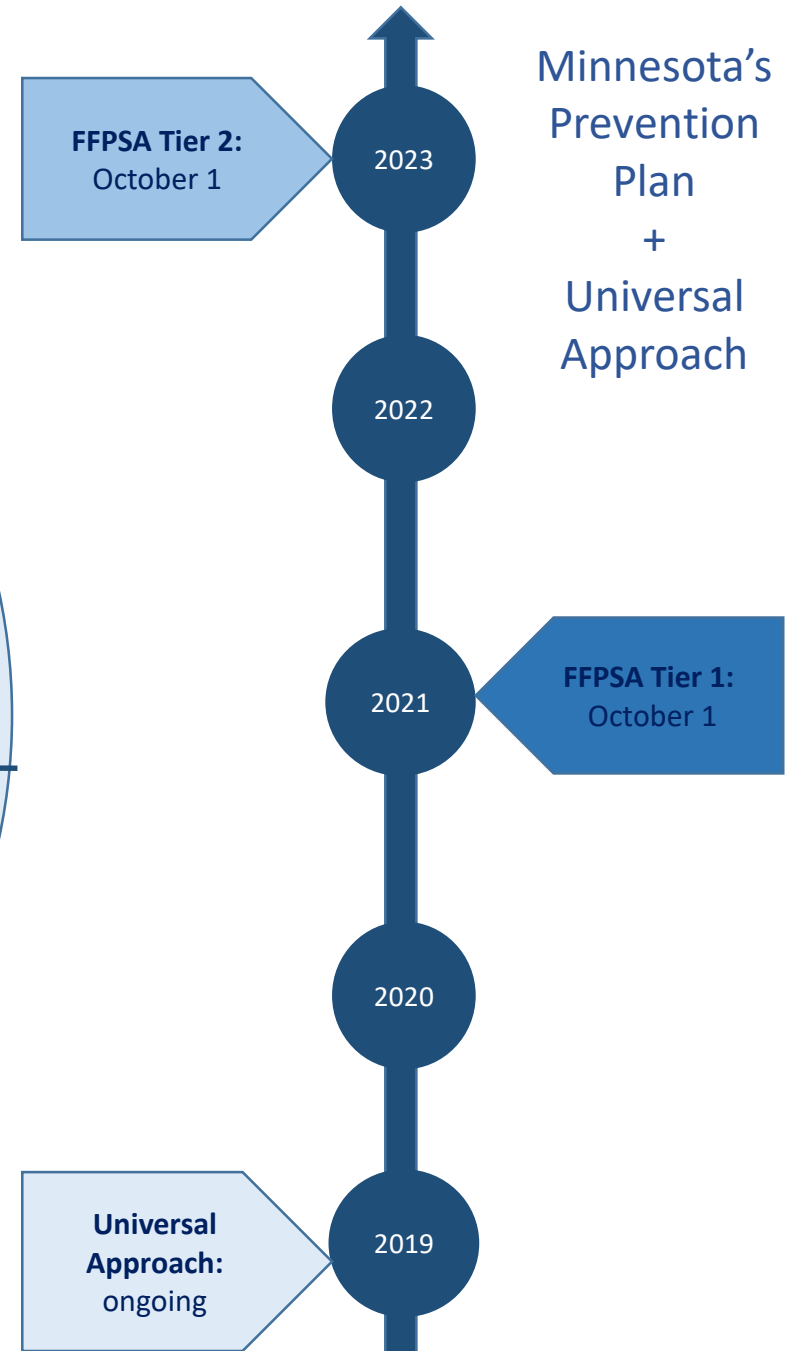 Minnesota's
Prevention
Plan
+
Universal
Approach
FFPSA Tier 2:
October 1
2023
2022
2021
FFPSA Tier 1:
October 1
2020
Universal
Approach:
ongoing
2019